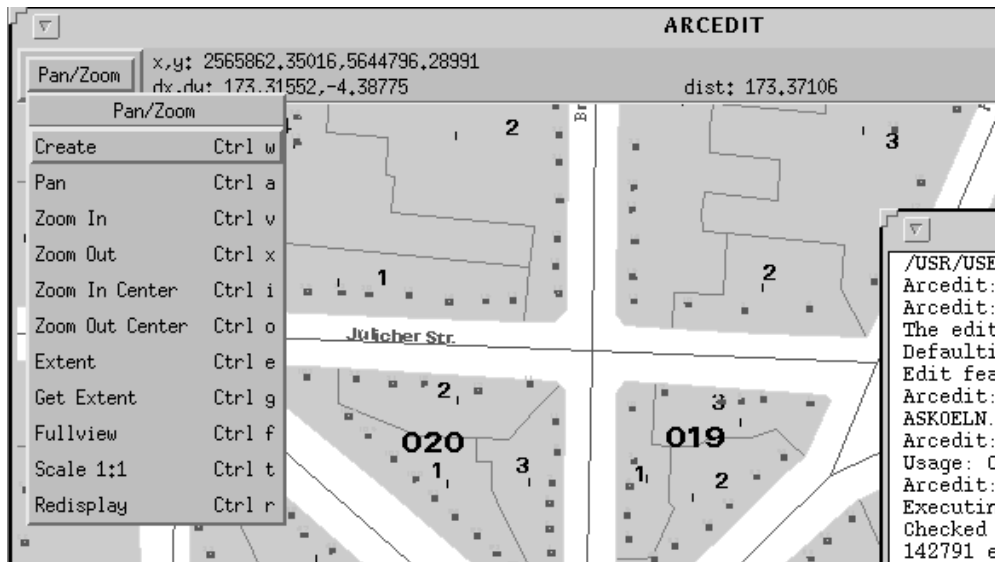 ARCEDIT
Pan/Zoom
x,y: 2565862.35016,5644796.28991
dx,dy: 173.31552,-4.38775
dist: 173.37106
Pan/Zoom
Create Ctrl w
Pan Ctrl a
Zoom In Ctrl v
Zoom Out Ctrl x
Zoom In Center Ctrl i
Zoom Out Center Ctrl o
Extent Ctrl e
Get Extent Ctrl g
Fullview Ctrl f
Scale 1:1 Ctrl t
Redisplay Ctrl r
2
Br
3
1
2
Julicher Str.
2
3
020
019
1
3
1
2
/USR/USE
Arcedit:
Arcedit:
The edit
Defaulti
Edit fea
Arcedit:
ASKOELN.
Arcedit:
Usage: C
Arcedit:
Executin
Checked
142791 e